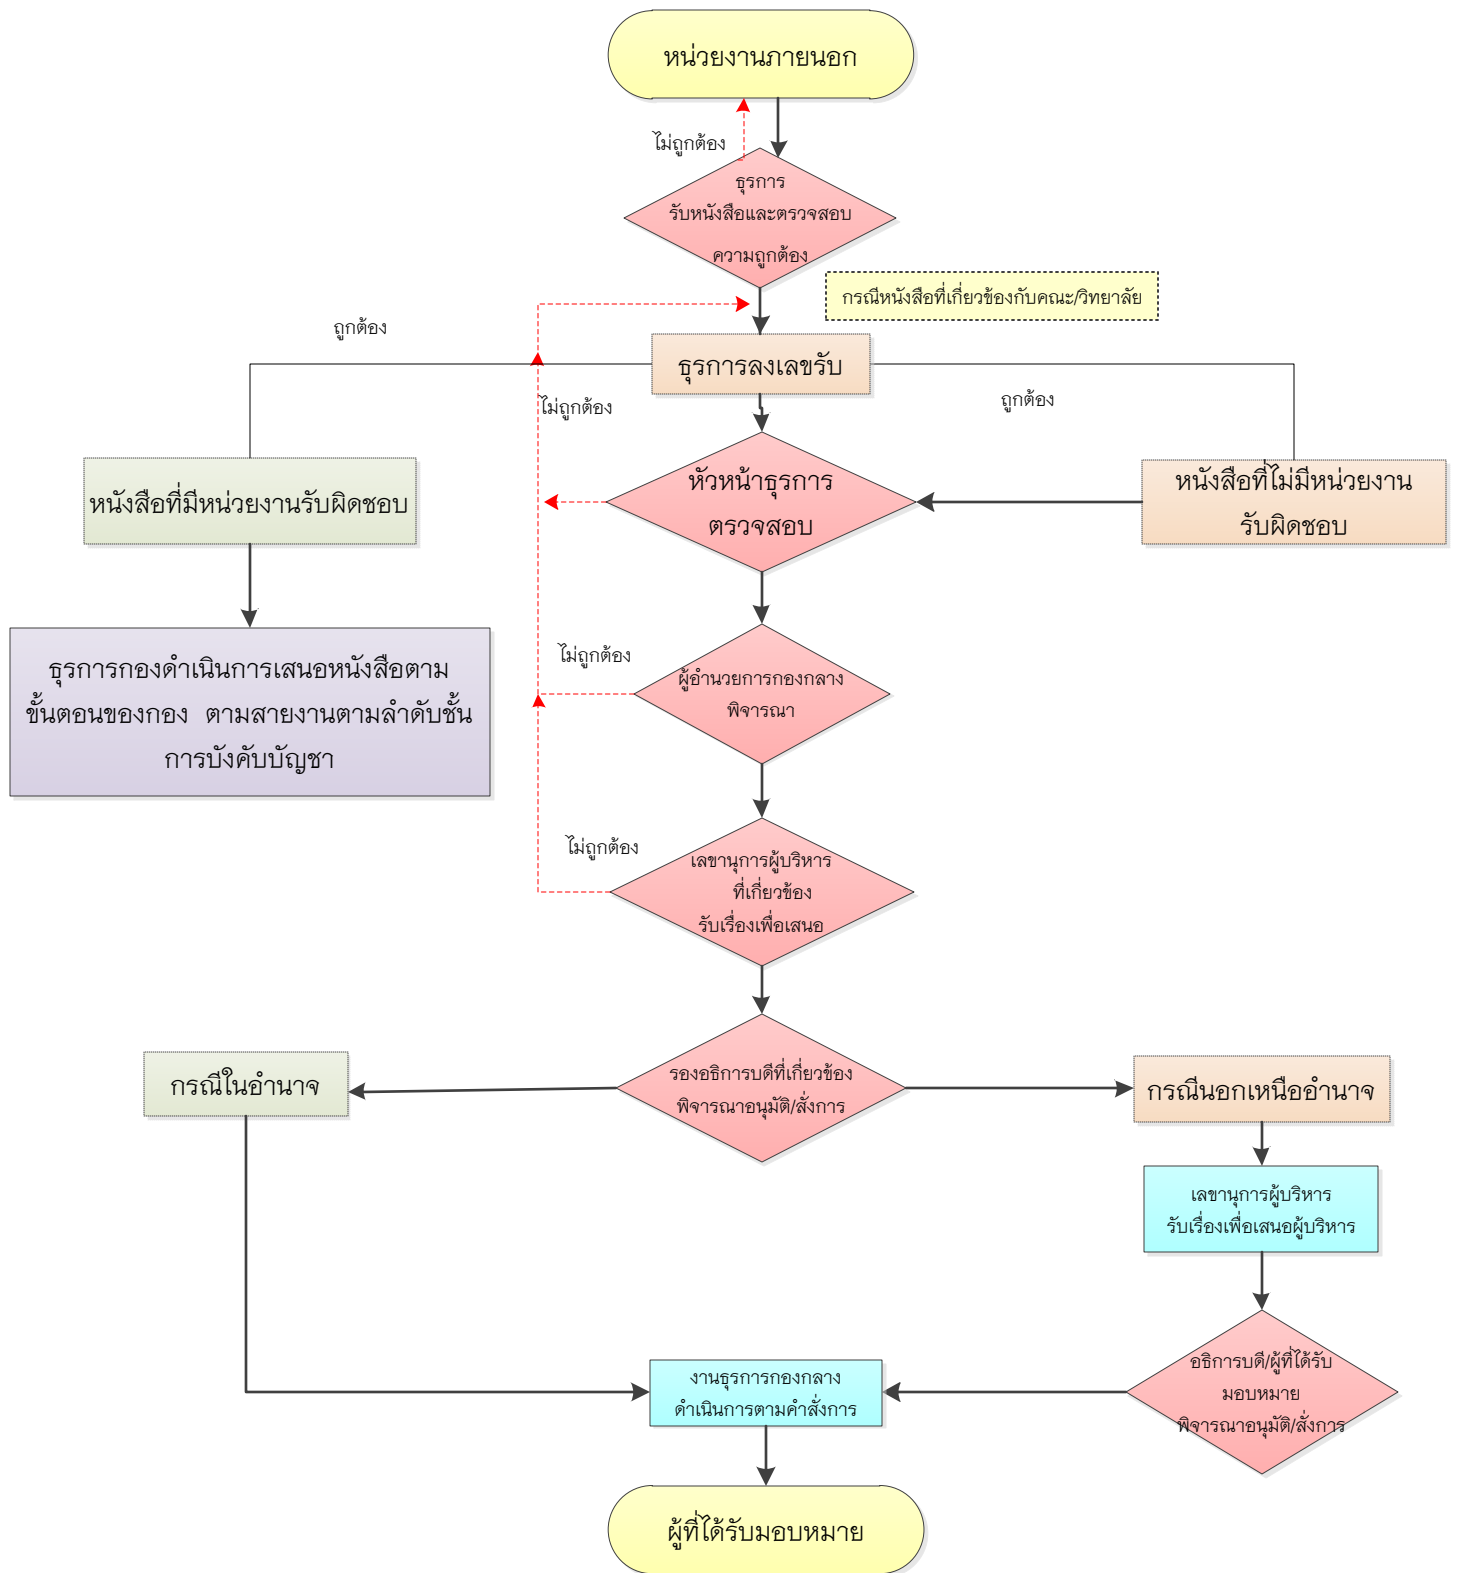 หน่วยงานภายนอก
ไม่ถูกต้อง
ธุรการ
รับหนังสือและตรวจสอบ
ความถูกต้อง
กรณีหนังสือที่เกี่ยวข้องกับคณะ/วิทยาลัย
ถูกต้อง
ธุรการลงเลขรับ
ไม่ถูกต้อง
ถูกต้อง
หนังสือที่มีหน่วยงานรับผิดชอบ
หัวหน้าธุรการ
ตรวจสอบ
หนังสือที่ไม่มีหน่วยงาน
รับผิดชอบ
ธุรการกองดำเนินการเสนอหนังสือตาม
ขั้นตอนของกอง ตามสายงานตามลำดับชั้น
การบังคับบัญชา
ไม่ถูกต้อง
ผู้อำนวยการกองกลาง
พิจารณา
ไม่ถูกต้อง
เลขานุการผู้บริหาร
ที่เกี่ยวข้อง
รับเรื่องเพื่อเสนอ
กรณีในอำนาจ
รองอธิการบดีที่เกี่ยวข้อง
พิจารณาอนุมัติ/สั่งการ
กรณีนอกเหนืออำนาจ
เลขานุการผู้บริหาร
รับเรื่องเพื่อเสนอผู้บริหาร
งานธุรการกองกลาง
ดำเนินการตามคำสั่งการ
อธิการบดี/ผู้ที่ได้รับ
มอบหมาย
พิจารณาอนุมัติ/สั่งการ
ผู้ที่ได้รับมอบหมาย